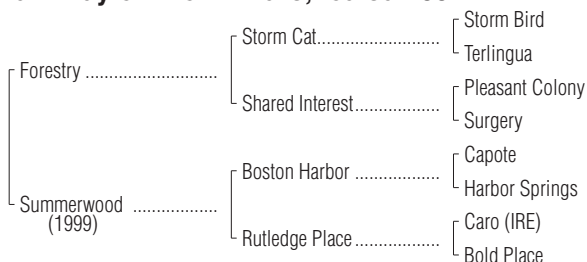 Storm Bird
Storm Cat....................
Terlingua
Forestry ............................
Pleasant Colony
Shared Interest..................
Surgery
Capote
Boston Harbor ..................
Harbor Springs
Summerwood ..................
(1999)
Caro (IRE)
Rutledge Place..................
Bold Place